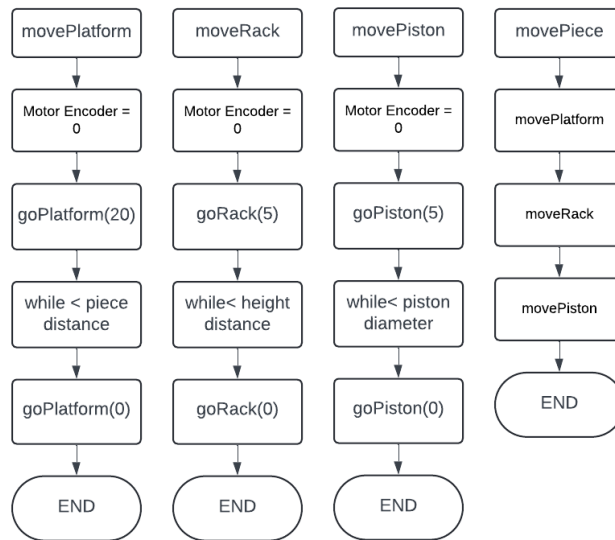 movePlatform
Motor Encoder =
0
goPlatform(20)
while < piece
distance
goPlatform(0)
END
moveRack
Motor Encoder =
0
goRack(5)
while< height
distance
goRack(0)
END
movePiston
Motor Encoder =
0
goPiston(5)
while< piston
diameter
goPiston(0)
END
movePiece
movePlatform
moveRack
movePiston
END